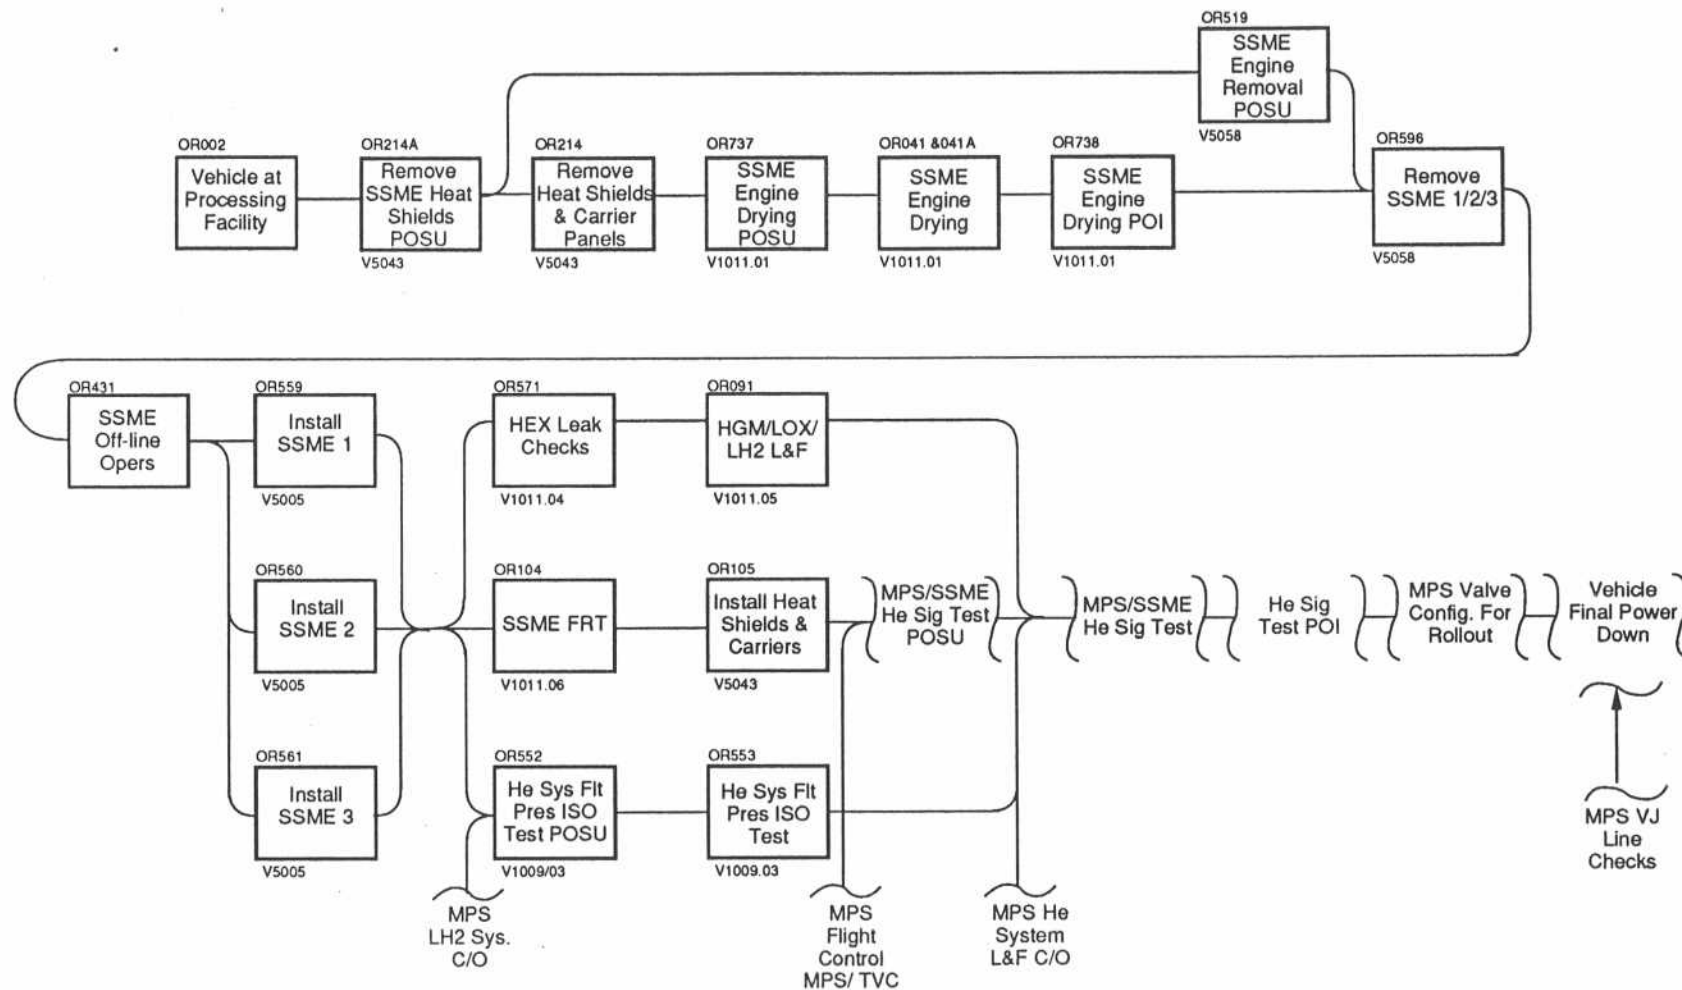 OR519
SSME
Engine
Removal
POSU
V5058
OR002
Vehicle at
Processing
Facility
OR214A
Remove
SSME Heat
Shields
POSU
V5043
OR214
Remove
Heat Shields
& Carrier
Panels
V5043
OR737
SSME
Engine
Drying
POSU
V1011.01
OR041 &041A
SSME
Engine
Drying
V1011.01
OR738
SSME
Engine
Drying POI
V1011.01
OR596
Remove
SSME 1/2/3
V5058
OR431
SSME
Off-line
Opers
OR559
Install
SSME 1
V5005
OR571
HEX Leak
Checks
V1011.04
OR091
HGM/LOX/
LH2 L&F
V1011.05
OR560
Install
SSME 2
V5005
OR104
SSME FRT
V1011.06
OR105
Install Heat
Shields &
Carriers
V5043
MPS/SSME
He Sig Test
POSU
MPS/SSME
He Sig Test
He Sig
Test POI
MPS Valve
Config. For
Rollout
Vehicle
Final Power
Down
OR561
Install
SSME 3
V5005
OR552
He Sys Flt
Pres ISO
Test POSU
V1009/03
OR553
He Sys Flt
Pres ISO
Test
V1009.03
MPS VJ
Line
Checks
MPS
LH2 Sys.
C/O
MPS
Flight
Control
MPS/ TVC
MPS He
System
L&F C/O